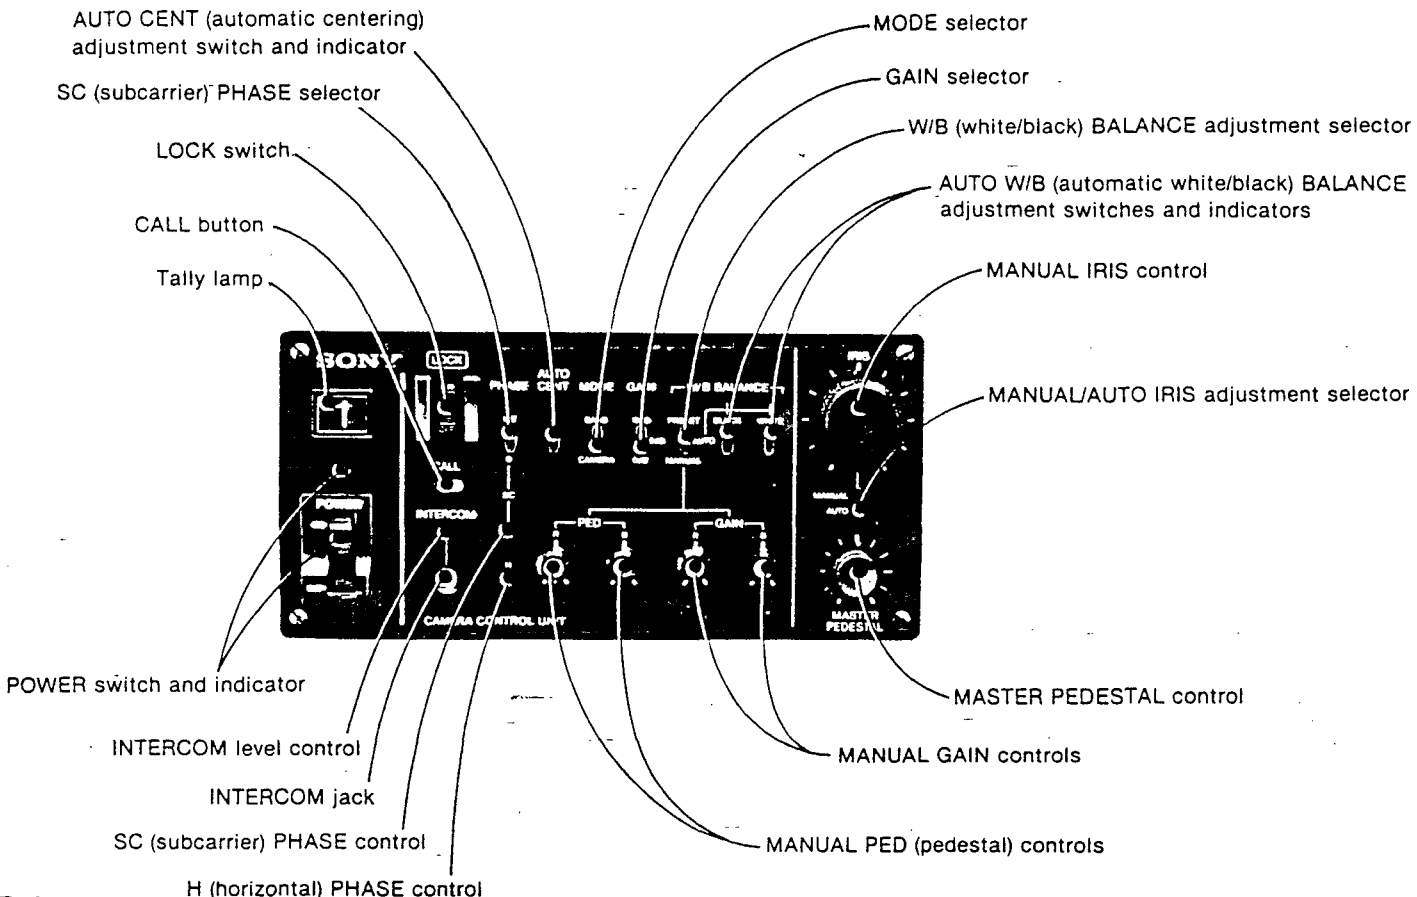 AUTO CENT (automatic centering)
adjustment switch and indicator
SC (subcarrier) PHASE selector
LOCK switch
CALL button
Tally lamp
MODE selector
GAIN selector
W/B (white/black) BALANCE adjustment selector
AUTO W/B (automatic white/black) BALANCE
adjustment switches and indicators
MANUAL IRIS control
MANUAL/AUTO IRIS adjustment selector
SONY
LOCK
PHASE
AUTO
CENT
MODE
GAIN
W/B BALANCE
IRIS
PRESET
BLACK
WHITE
AUTO
CAMERA
MANUAL
CALL
SC
MANUAL
AUTO
POWER
INTERCOM
PED
GAIN
CAMERA CONTROL UNIT
MASTER
PEDESTAL
POWER switch and indicator
INTERCOM level control
INTERCOM jack
SC (subcarrier) PHASE control
H (horizontal) PHASE control
MASTER PEDESTAL control
MANUAL GAIN controls
MANUAL PED (pedestal) controls